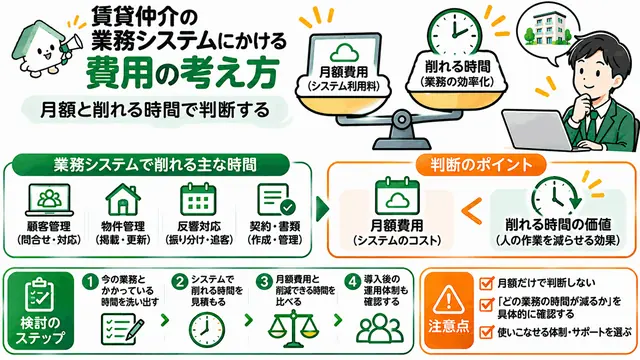 賃貸仲介の
業務システムにかける
費用の考え方
月額と削れる時間で判断する
月額費用
(システム利用料)
削れる時間
(業務の効率化)
業務システムで削れる主な時間
顧客管理
(問合せ・対応)
物件管理
(掲載・更新)
反響対応
(振り分け・追客)
契約・書類
(作成・管理)
判断のポイント
月額費用
(システムのコスト)
<
削れる時間の価値
(人の作業を減らせる効果)
検討の
ステップ
1 今の業務と
かかっている
時間を洗い出す
2 システムで
削れる時間を
見積もる
3 月額費用と
削減できる時間を
比べる
4 導入後の
運用体制も
確認する
注意点
月額だけで判断しない
「どの業務の時間が減るか」を
具体的に確認する
使いこなせる体制・サポートを選ぶ